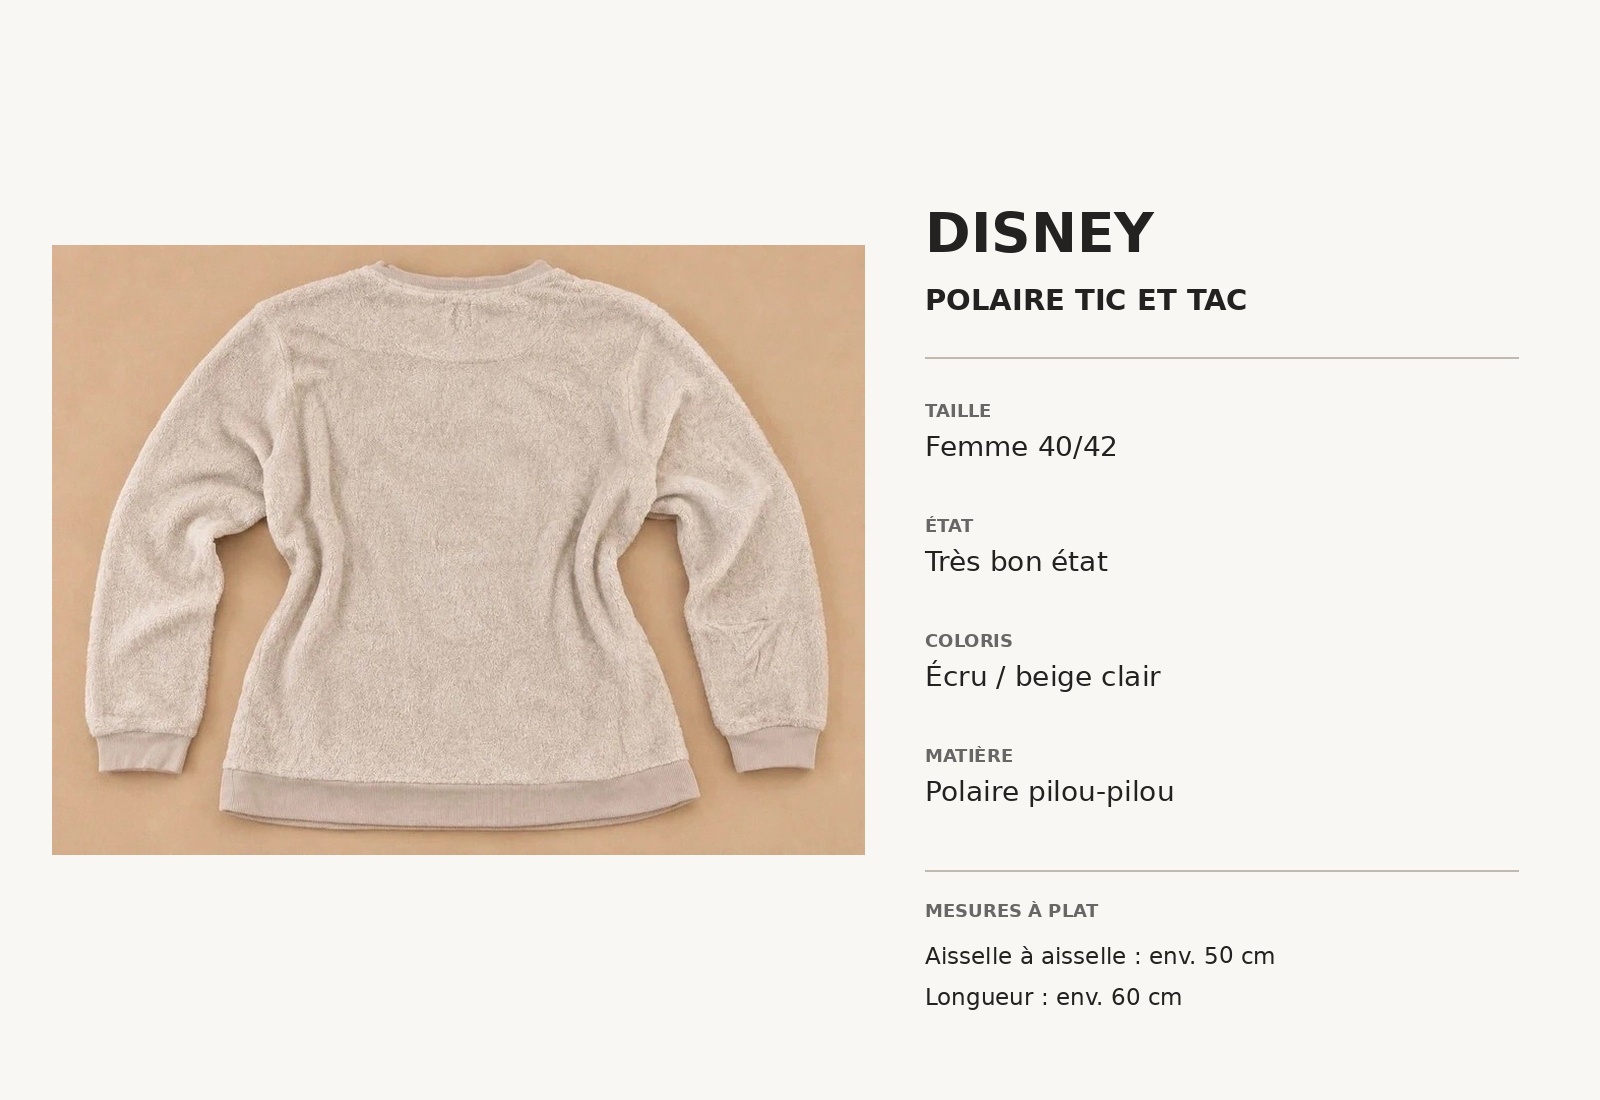 DISNEY
POLAIRE TIC ET TAC
TAILLE
Femme 40/42
ÉTAT
Très bon état
COLORIS
Écru / beige clair
MATIÈRE
Polaire pilou-pilou
MESURES À PLAT
Aisselle à aisselle : env. 50 cm
Longueur : env. 60 cm